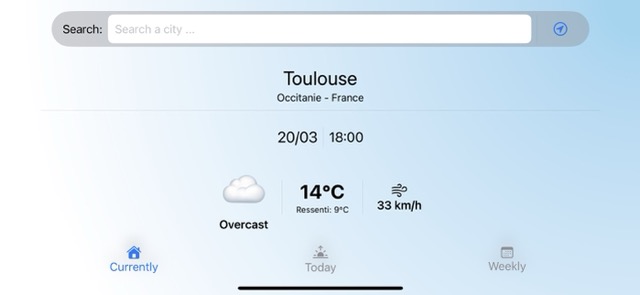 Search: Search a city ...
Toulouse
Occitanie - France
20/03 18:00
14°C
Ressenti: 9°C
33 km/h
Overcast
Currently Today Weekly